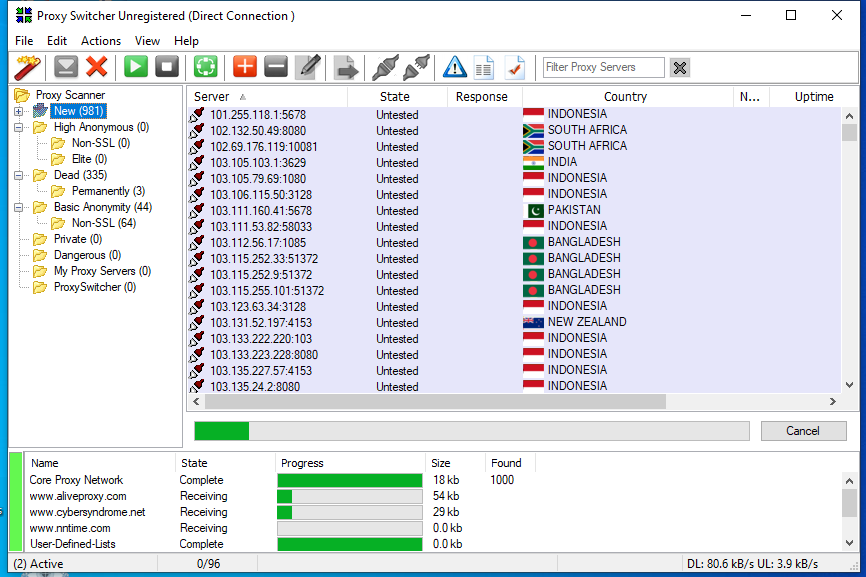 Proxy Switcher Unregistered (Direct Connection )
File Edit Actions View Help
Filter Proxy Servers
Proxy Scanner
New (981)
High Anonymous (0)
Non-SSL (0)
Elite (0)
Dead (335)
Permanently (3)
Basic Anonymity (44)
Non-SSL (64)
Private (0)
Dangerous (0)
My Proxy Servers (0)
ProxySwitcher (0)
Server State Response Country N... Uptime
101.255.118.1:5678 Untested INDONESIA
102.132.50.49:8080 Untested SOUTH AFRICA
102.69.176.119:10081 Untested SOUTH AFRICA
103.105.103.1:3629 Untested INDIA
103.105.79.69:1080 Untested INDONESIA
103.106.115.50:3128 Untested INDONESIA
103.111.160.41:5678 Untested PAKISTAN
103.111.53.82:58033 Untested INDONESIA
103.112.56.17:1085 Untested BANGLADESH
103.115.252.33:51372 Untested BANGLADESH
103.115.252.9:51372 Untested BANGLADESH
103.115.255.101:51372 Untested BANGLADESH
103.123.63.34:3128 Untested INDONESIA
103.131.52.197:4153 Untested NEW ZEALAND
103.133.222.220:103 Untested INDONESIA
103.133.223.228:8080 Untested INDONESIA
103.135.227.57:4153 Untested INDONESIA
103.135.24.2:8080 Untested INDONESIA
Cancel
Name State Progress Size Found
Core Proxy Network Complete 18 kb 1000
www.aliveproxy.com Receiving 54 kb
www.cybersyndrome.net Receiving 29 kb
www.nntime.com Receiving 0.0 kb
User-Defined-Lists Complete 0.0 kb
(2) Active 0/96 DL: 80.6 kB/s UL: 3.9 kB/s